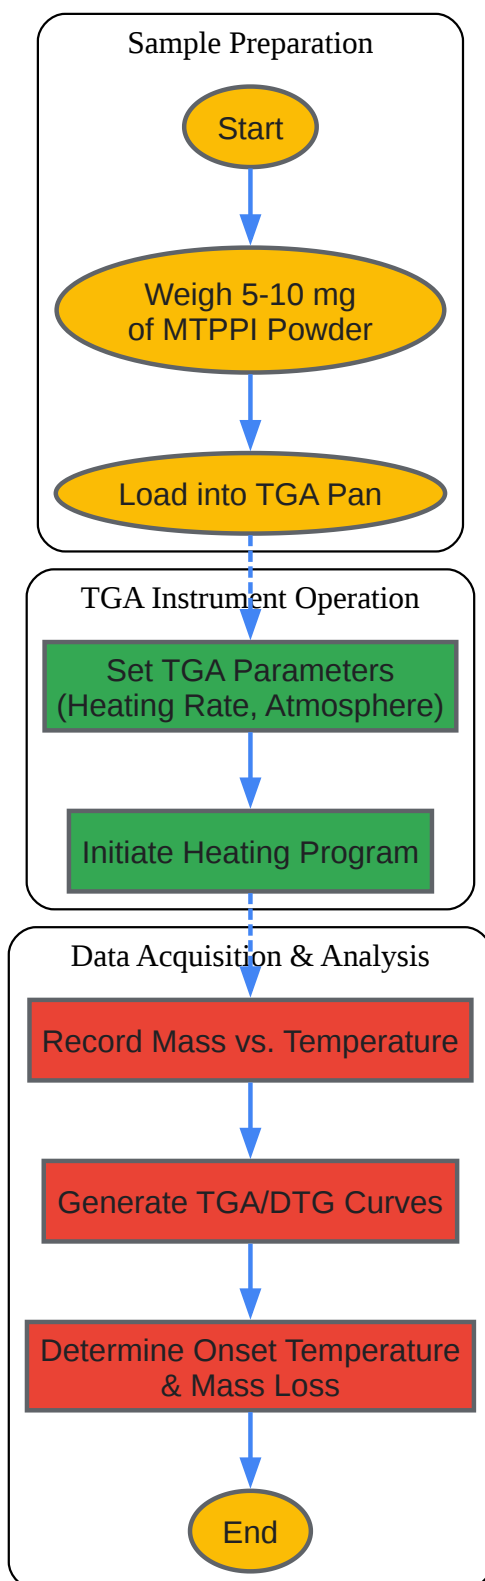 Sample Preparation
Start
Weigh 5-10 mg
of MTPPI Powder
Load into TGA Pan
TGA Instrument Operation
Set TGA Parameters
(Heating Rate, Atmosphere)
Initiate Heating Program
Data Acquisition & Analysis
Record Mass vs. Temperature
Generate TGA/DTG Curves
Determine Onset Temperature
& Mass Loss
End